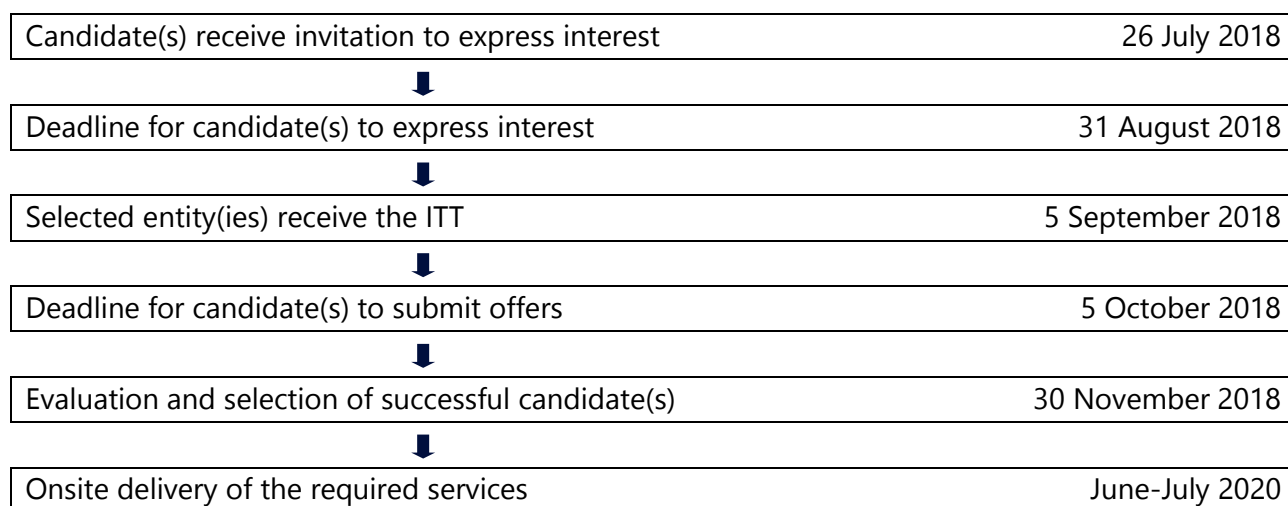 Candidate(s) receive invitation to express interest 26 July 2018
Deadline for candidate(s) to express interest 31 August 2018
Selected entity(ies) receive the ITT 5 September 2018
Deadline for candidate(s) to submit offers 5 October 2018
Evaluation and selection of successful candidate(s) 30 November 2018
Onsite delivery of the required services June-July 2020